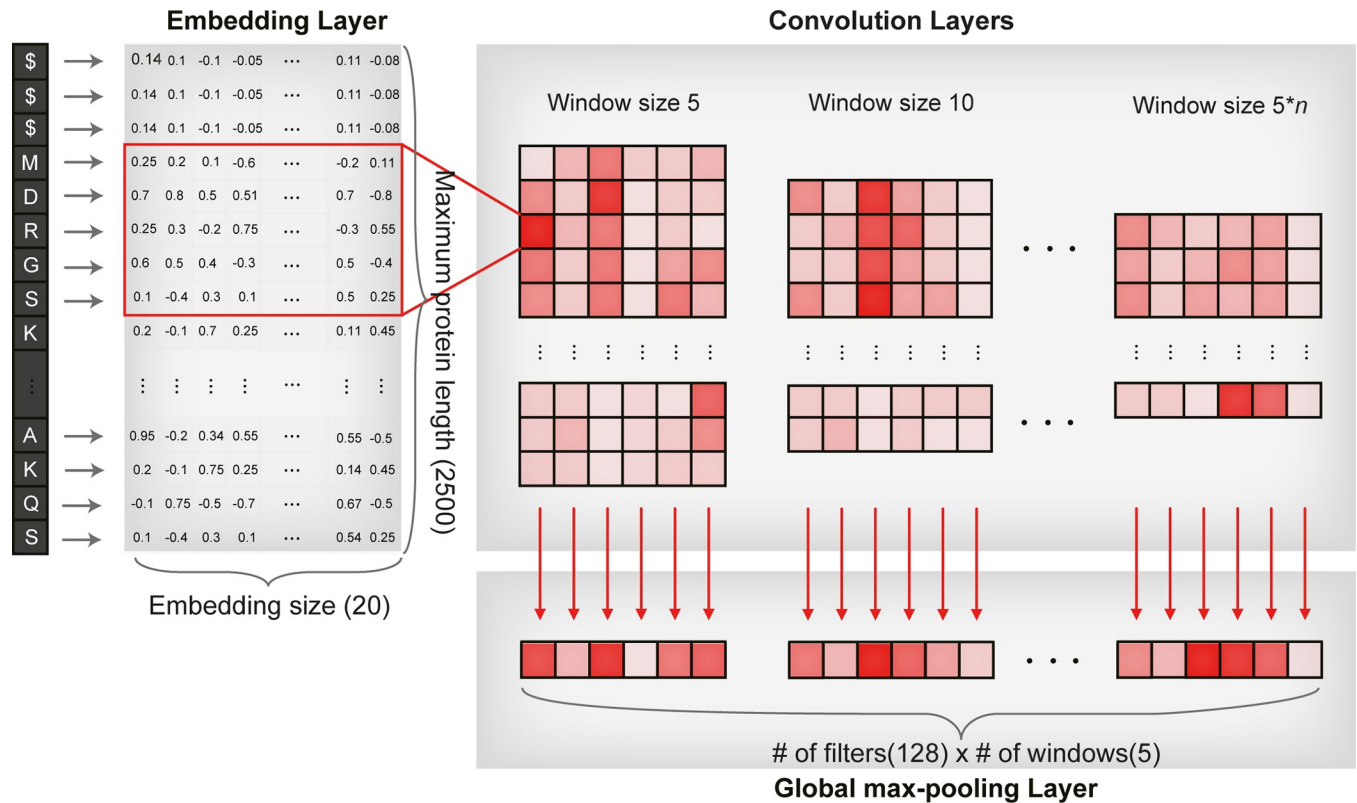 Embedding Layer
Convolution Layers
$ 0.14 0.1 -0.1 -0.05 ... 0.11 -0.08
$ 0.14 0.1 -0.1 -0.05 ... 0.11 -0.08
$ 0.14 0.1 -0.1 -0.05 ... 0.11 -0.08
M 0.25 0.2 0.1 -0.6 ... -0.2 0.11
D 0.7 0.8 0.5 0.51 ... 0.7 -0.8
R 0.25 0.3 -0.2 0.75 ... -0.3 0.55
G 0.6 0.5 0.4 -0.3 ... 0.5 -0.4
S 0.1 -0.4 0.3 0.1 ... 0.5 0.25
K 0.2 -0.1 0.7 0.25 ... 0.11 0.45
⋮ ⋮ ⋮ ⋮ ⋮ ... ⋮ ⋮
A 0.95 -0.2 0.34 0.55 ... 0.55 -0.5
K 0.2 -0.1 0.75 0.25 ... 0.14 0.45
Q -0.1 0.75 -0.5 -0.7 ... 0.67 -0.5
S 0.1 -0.4 0.3 0.1 ... 0.54 0.25
Embedding size (20)
Maximum protein length (2500)
Window size 5
Window size 10
Window size 5*n
# of filters(128) x # of windows(5)
Global max-pooling Layer